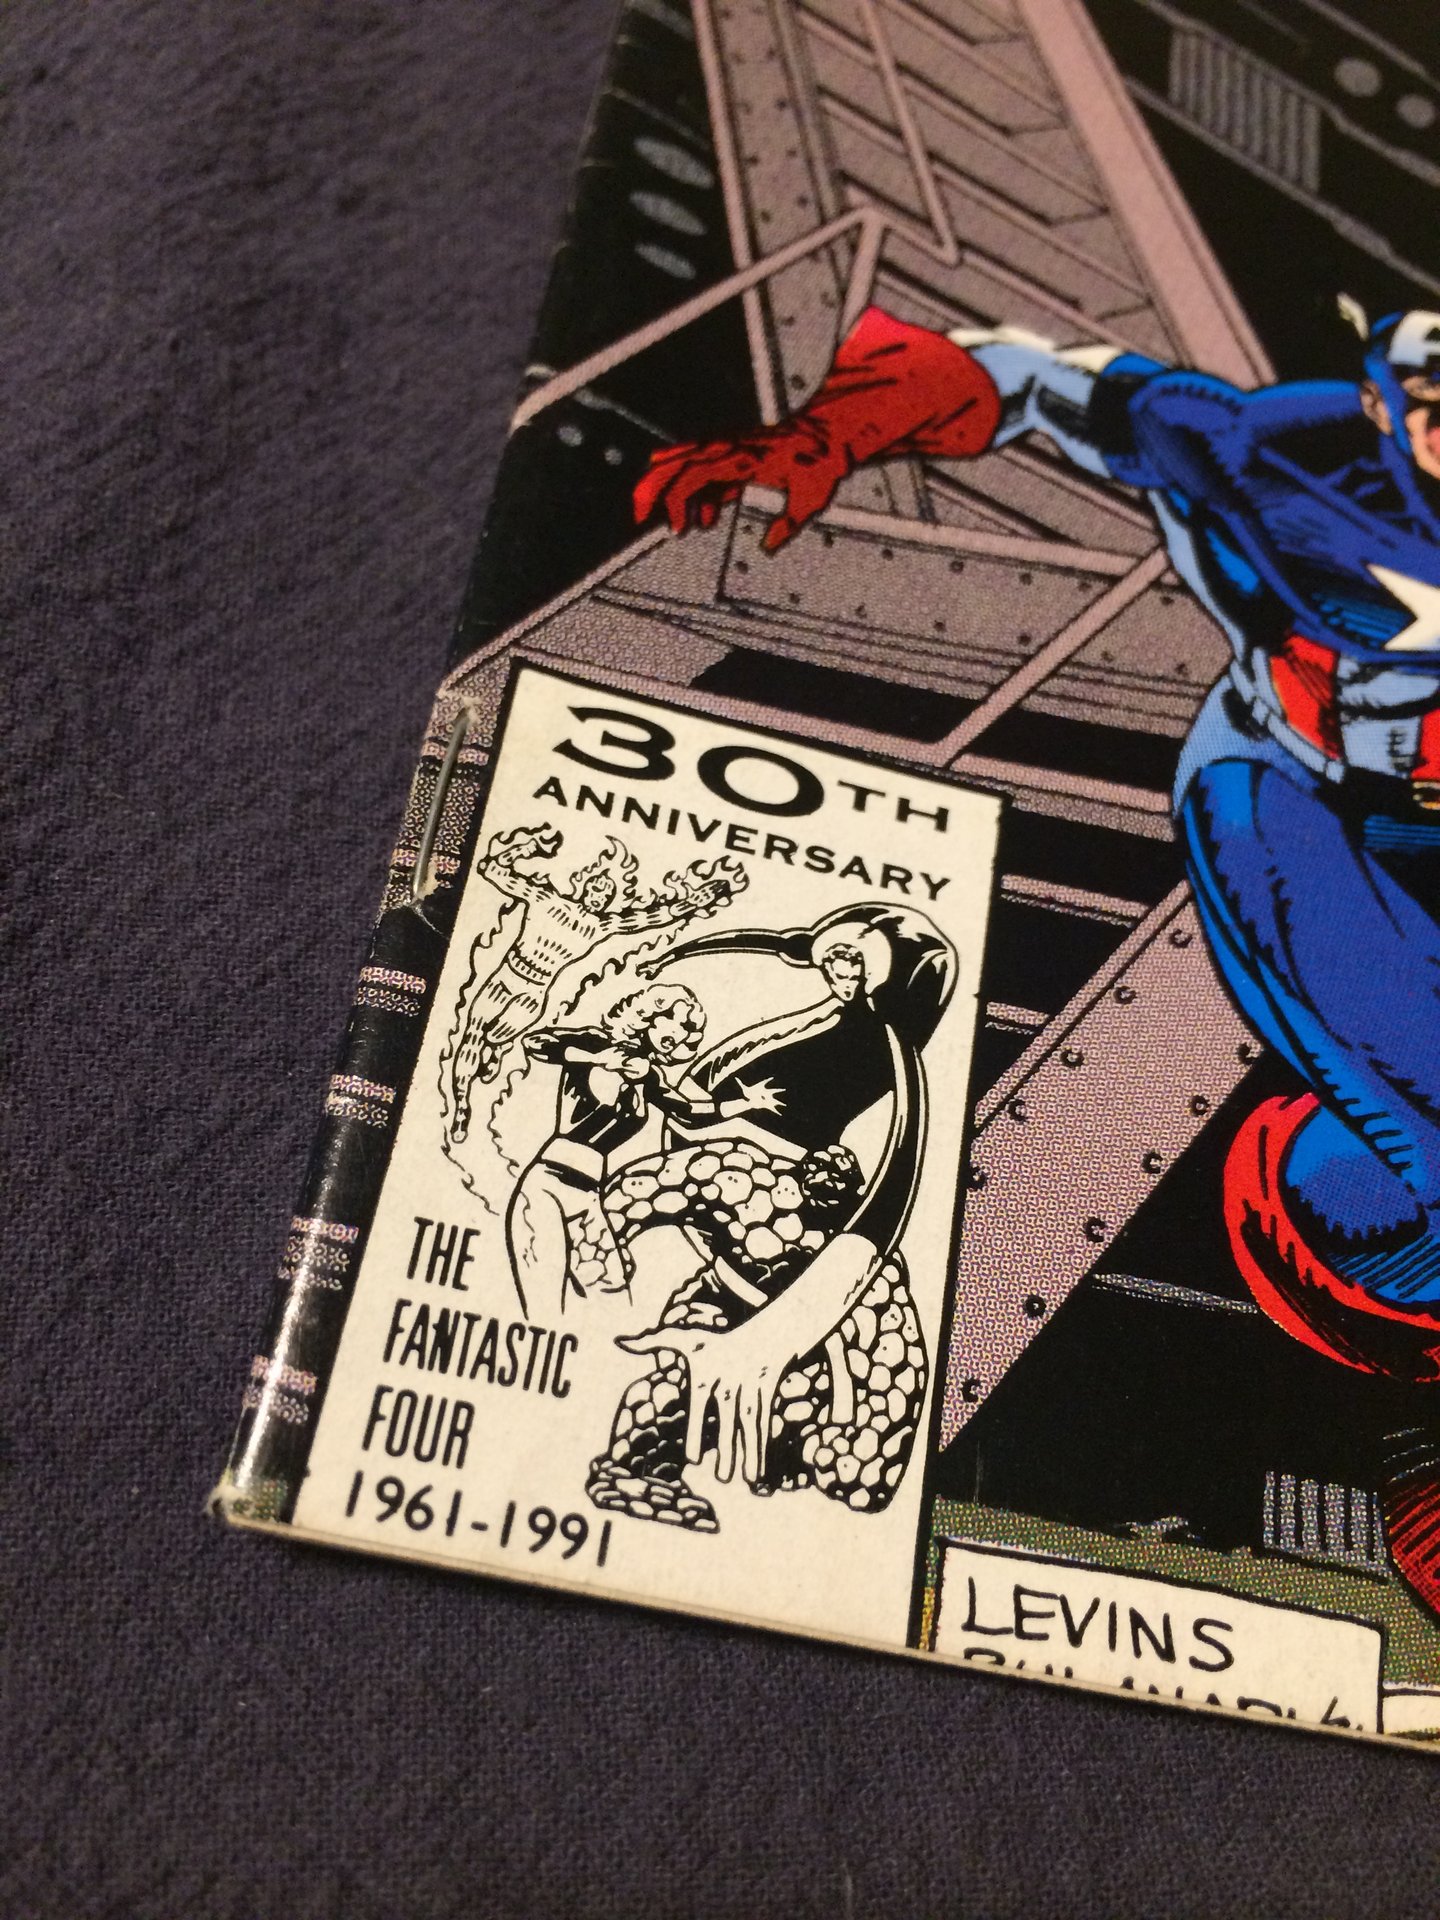 30TH
ANNIVERSARY
THE
FANTASTIC
FOUR
1961-1991
LEVINS